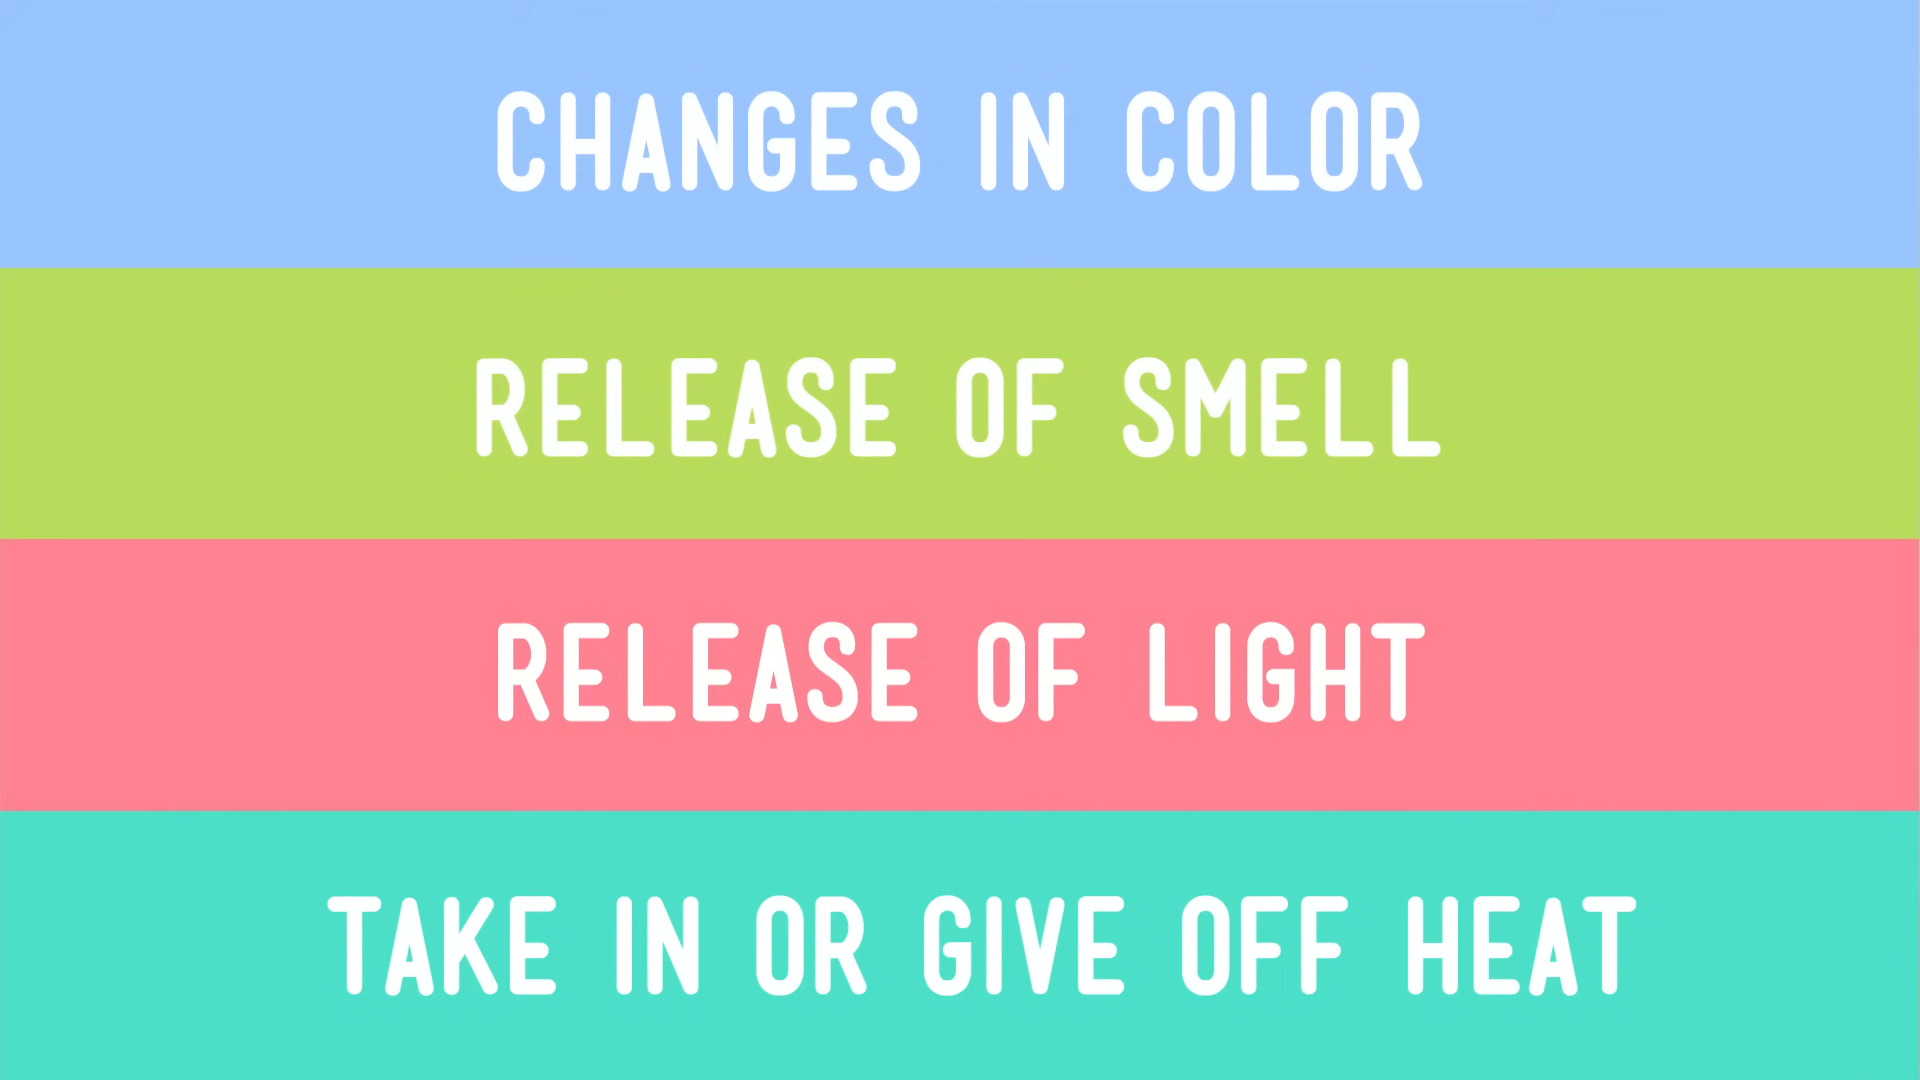 CHANGES IN COLOR
RELEASE OF SMELL
RELEASE OF LIGHT
TAKE IN OR GIVE OFF HEAT